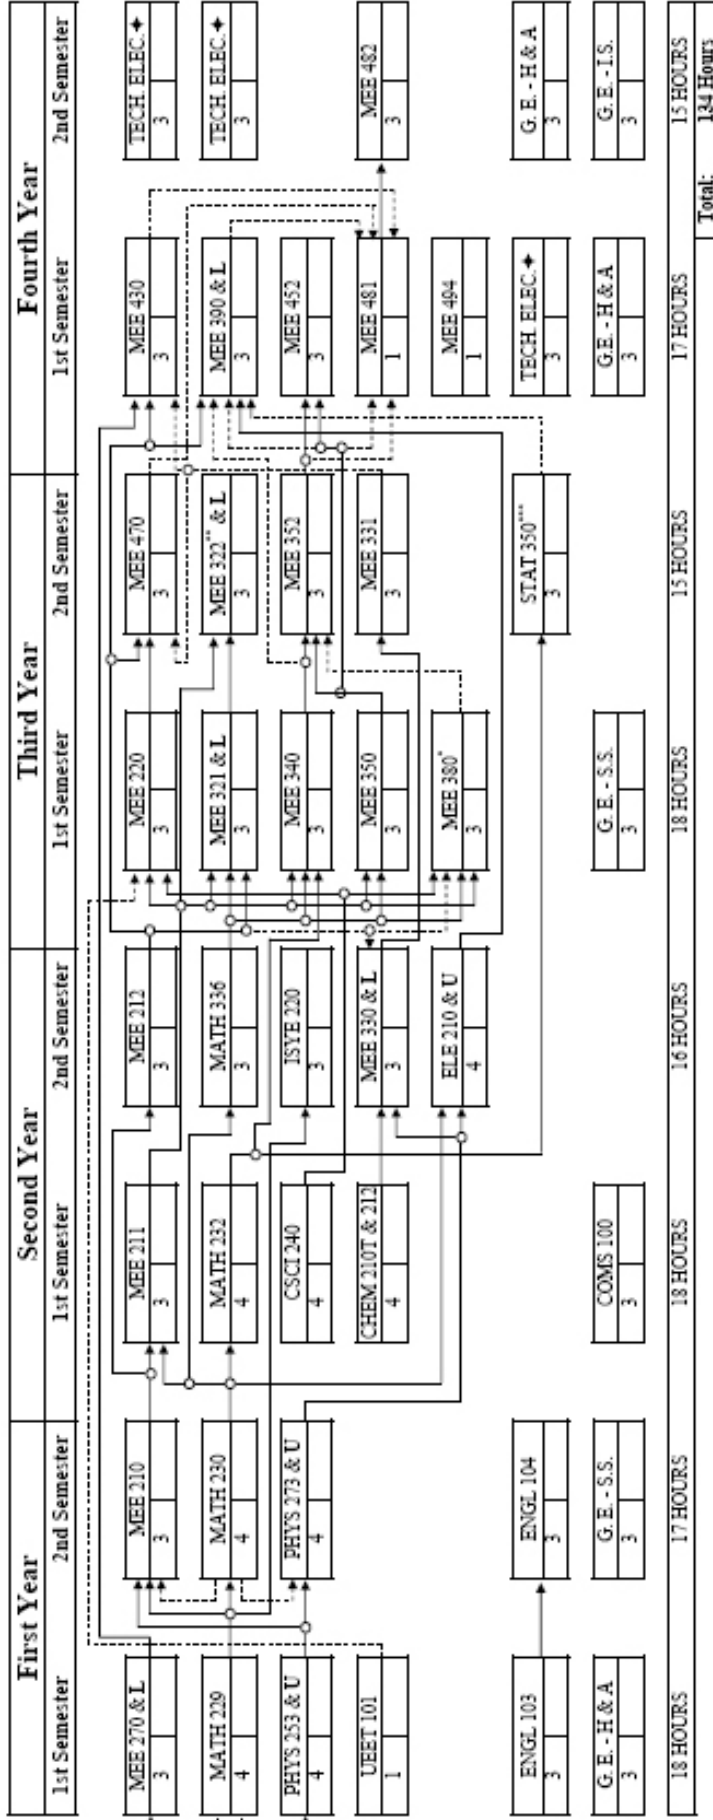 First Year
Second Year
Third Year
Fourth Year
1st Semester
2nd Semester
1st Semester
2nd Semester
1st Semester
2nd Semester
1st Semester
2nd Semester
MEE 270 & L
3
MEE 210
3
MEE 211
3
MEE 212
3
MEE 220
3
MEE 470
3
MEE 430
3
TECH. ELEC.✦
3
MATH 229
4
MATH 230
4
MATH 232
4
MATH 336
3
MEE 321 & L
3
MEE 322** & L
3
MEE 390 & L
3
TECH. ELEC.✦
3
PHYS 253 & U
4
PHYS 273 & U
4
CSCI 240
4
ISYE 220
3
MEE 340
3
MEE 352
3
MEE 452
3
UEET 101
1
CHEM 210T & 212
4
MEE 330 & L
3
MEE 350
3
MEE 331
3
MEE 481
1
MEE 482
3
ELE 210 & U
4
MEE 380*
3
MEE 494
1
ENGL 103
3
ENGL 104
3
STAT 350***
3
TECH. ELEC.✦
3
G. E. - H & A
3
G. E. - H & A
3
G. E. - S.S.
3
COMS 100
3
G. E. - S.S.
3
G.E. - H & A
3
G. E. - I.S.
3
18 HOURS
17 HOURS
18 HOURS
16 HOURS
18 HOURS
15 HOURS
17 HOURS
15 HOURS
Total: 134 Hours